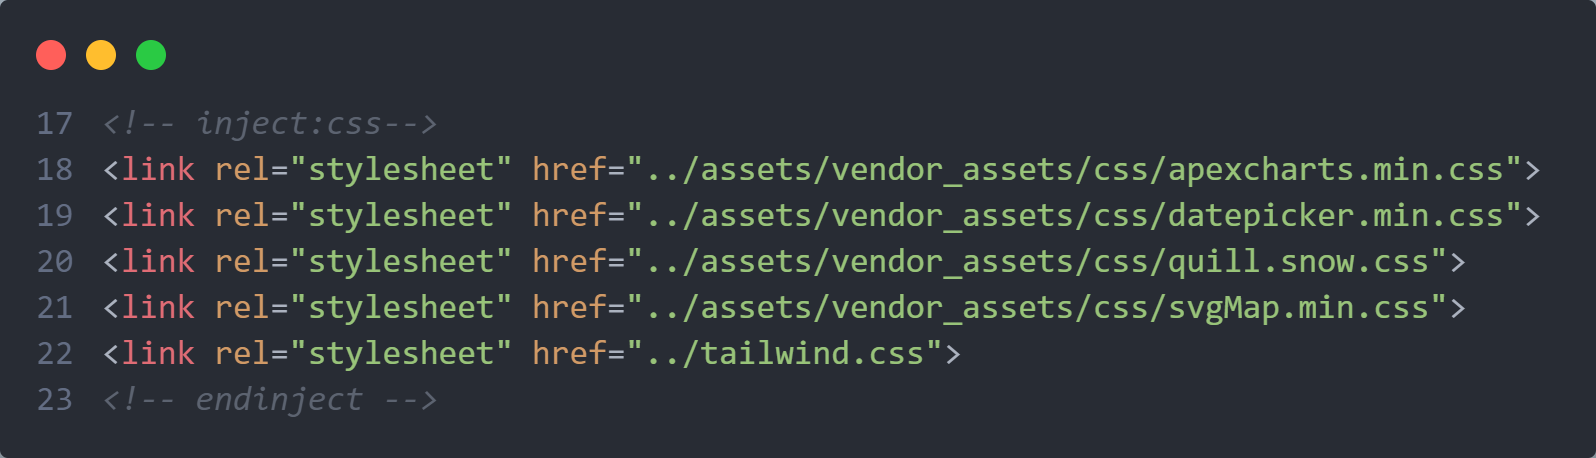 17 <!-- inject:css-->
18 <link rel="stylesheet" href="../assets/vendor_assets/css/apexcharts.min.css">
19 <link rel="stylesheet" href="../assets/vendor_assets/css/datepicker.min.css">
20 <link rel="stylesheet" href="../assets/vendor_assets/css/quill.snow.css">
21 <link rel="stylesheet" href="../assets/vendor_assets/css/svgMap.min.css">
22 <link rel="stylesheet" href="../tailwind.css">
23 <!-- endinject -->